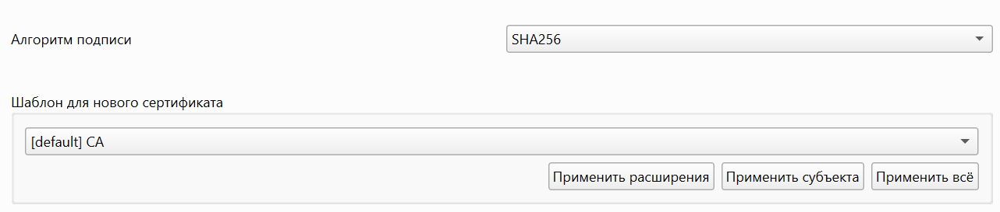 Алгоритм подписи SHA256
Шаблон для нового сертификата
[default] CA
Применить расширения Применить субъекта Применить всё